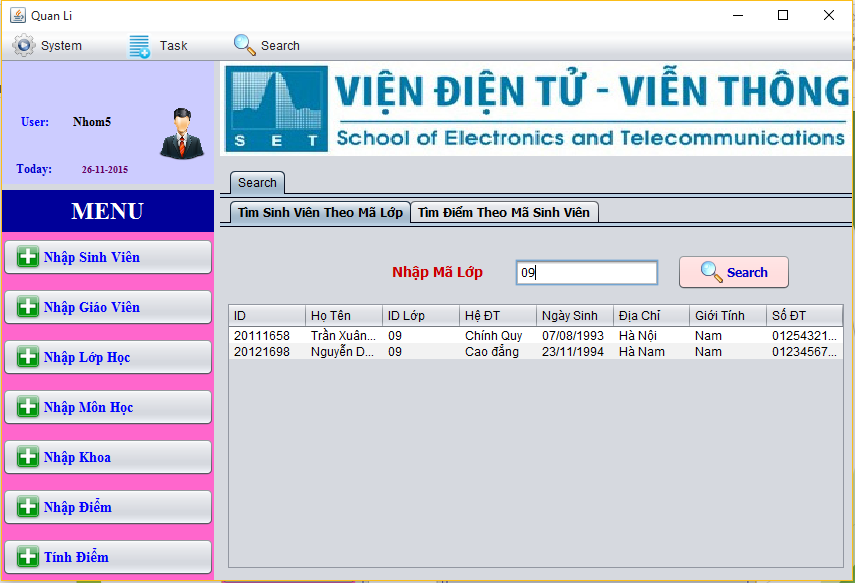 Quan Li
System Task Search
User: Nhom5
Today: 26-11-2015
VIỆN ĐIỆN TỬ - VIỄN THÔNG
SET School of Electronics and Telecommunications
MENU
Nhập Sinh Viên
Nhập Giáo Viên
Nhập Lớp Học
Nhập Môn Học
Nhập Khoa
Nhập Điểm
Tính Điểm
Search
Tìm Sinh Viên Theo Mã Lớp Tìm Điểm Theo Mã Sinh Viên
Nhập Mã Lớp 09 Search
ID Họ Tên ID Lớp Hệ ĐT Ngày Sinh Địa Chỉ Giới Tính Số ĐT
20111658 Trần Xuân... 09 Chính Quy 07/08/1993 Hà Nội Nam 01254321...
20121698 Nguyễn D... 09 Cao đẳng 23/11/1994 Hà Nam Nam 01234567...